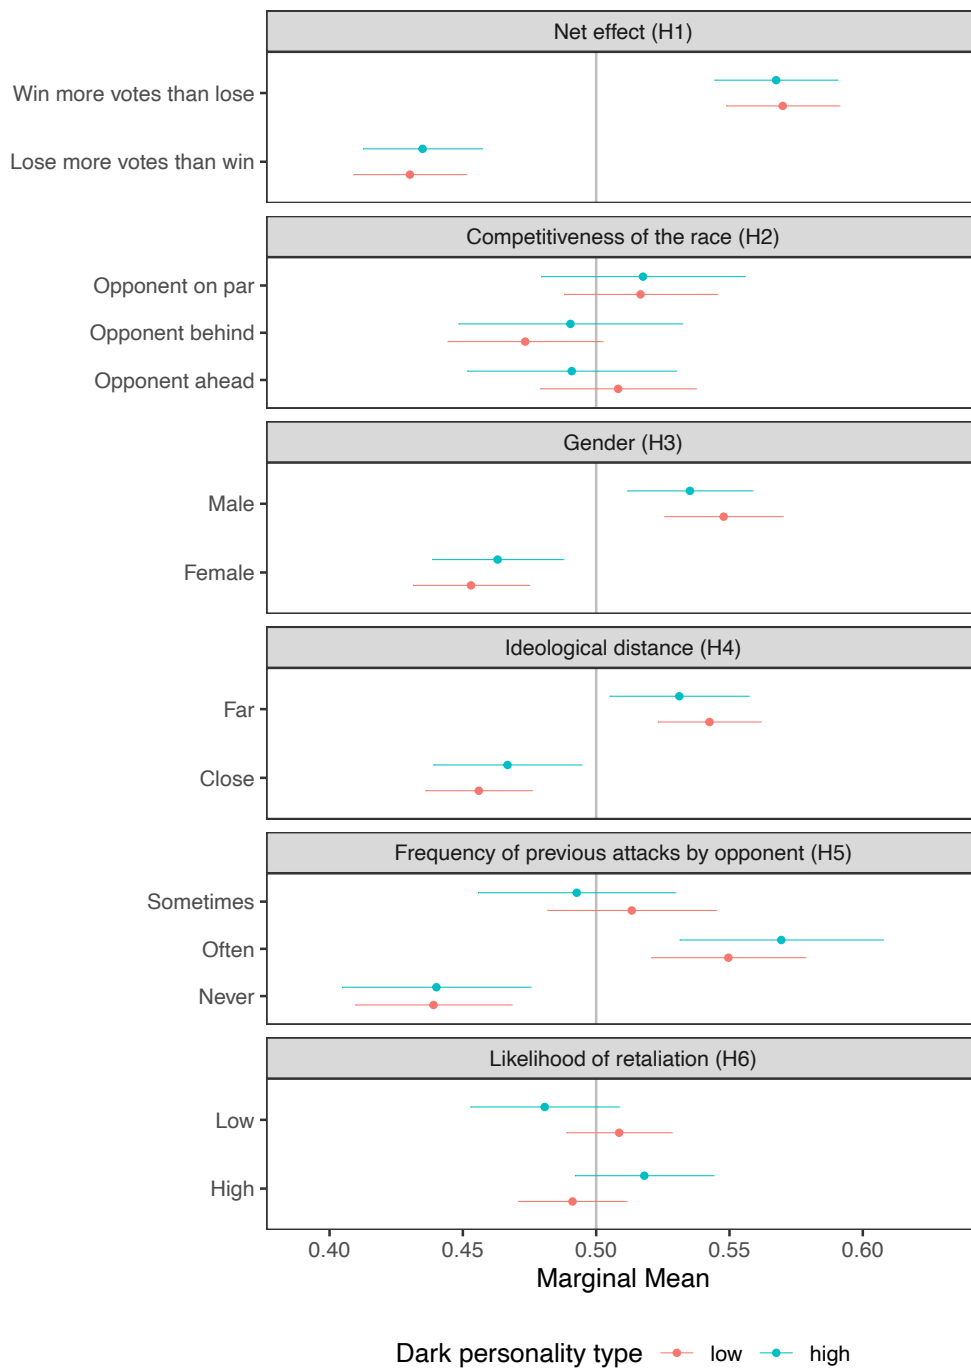 Net effect (H1)
Win more votes than lose
Lose more votes than win
Competitiveness of the race (H2)
Opponent on par
Opponent behind
Opponent ahead
Gender (H3)
Male
Female
Ideological distance (H4)
Far
Close
Frequency of previous attacks by opponent (H5)
Sometimes
Often
Never
Likelihood of retaliation (H6)
Low
High
0.40 0.45 0.50 0.55 0.60
Marginal Mean
Dark personality type low high